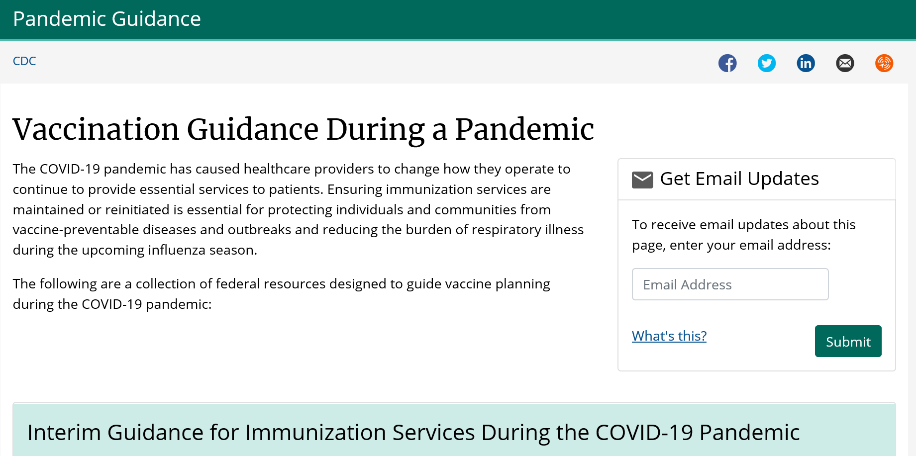 Pandemic Guidance
CDC
Vaccination Guidance During a Pandemic
The COVID-19 pandemic has caused healthcare providers to change how they operate to
continue to provide essential services to patients. Ensuring immunization services are
maintained or reinitiated is essential for protecting individuals and communities from
vaccine-preventable diseases and outbreaks and reducing the burden of respiratory illness
during the upcoming influenza season.
The following are a collection of federal resources designed to guide vaccine planning
during the COVID-19 pandemic:
Get Email Updates
To receive email updates about this
page, enter your email address:
Email Address
What's this?
Submit
Interim Guidance for Immunization Services During the COVID-19 Pandemic